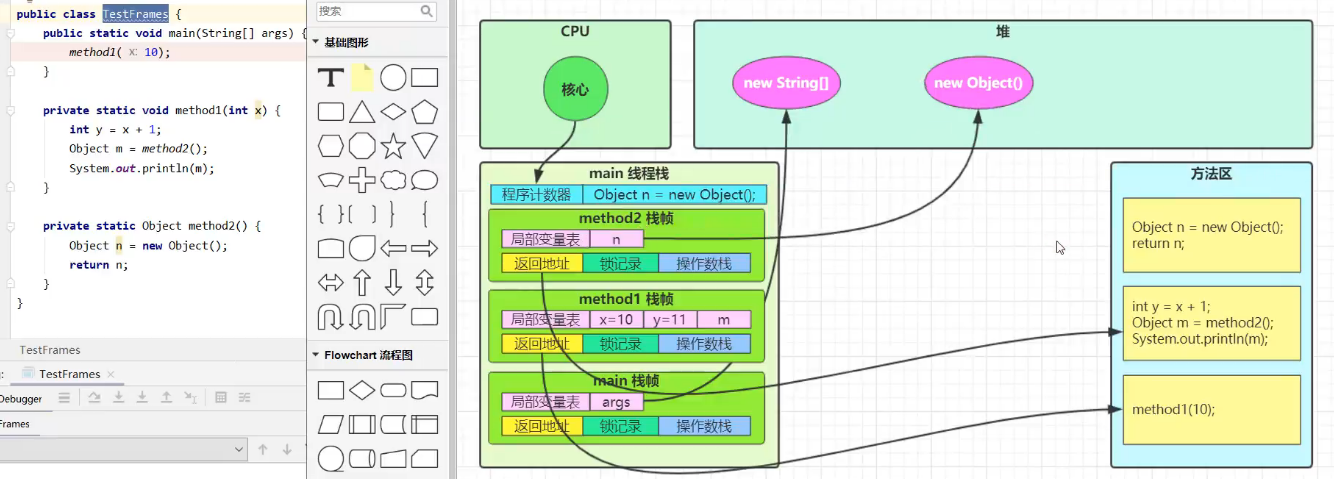 public class TestFrames {
public static void main(String[] args) {
method1( x: 10);
}
private static void method1(int x) {
int y = x + 1;
Object m = method2();
System.out.println(m);
}
private static Object method2() {
Object n = new Object();
return n;
}
}
TestFrames
TestFrames ×
Debugger
rames
搜索
基础图形
T
Flowchart 流程图
CPU
核心
堆
new String[]
new Object()
main 线程栈
程序计数器
Object n = new Object();
method2 栈帧
局部变量表
n
返回地址
锁记录
操作数栈
method1 栈帧
局部变量表
x=10
y=11
m
返回地址
锁记录
操作数栈
main 栈帧
局部变量表
args
返回地址
锁记录
操作数栈
方法区
Object n = new Object();
return n;
int y = x + 1;
Object m = method2();
System.out.println(m);
method1(10);